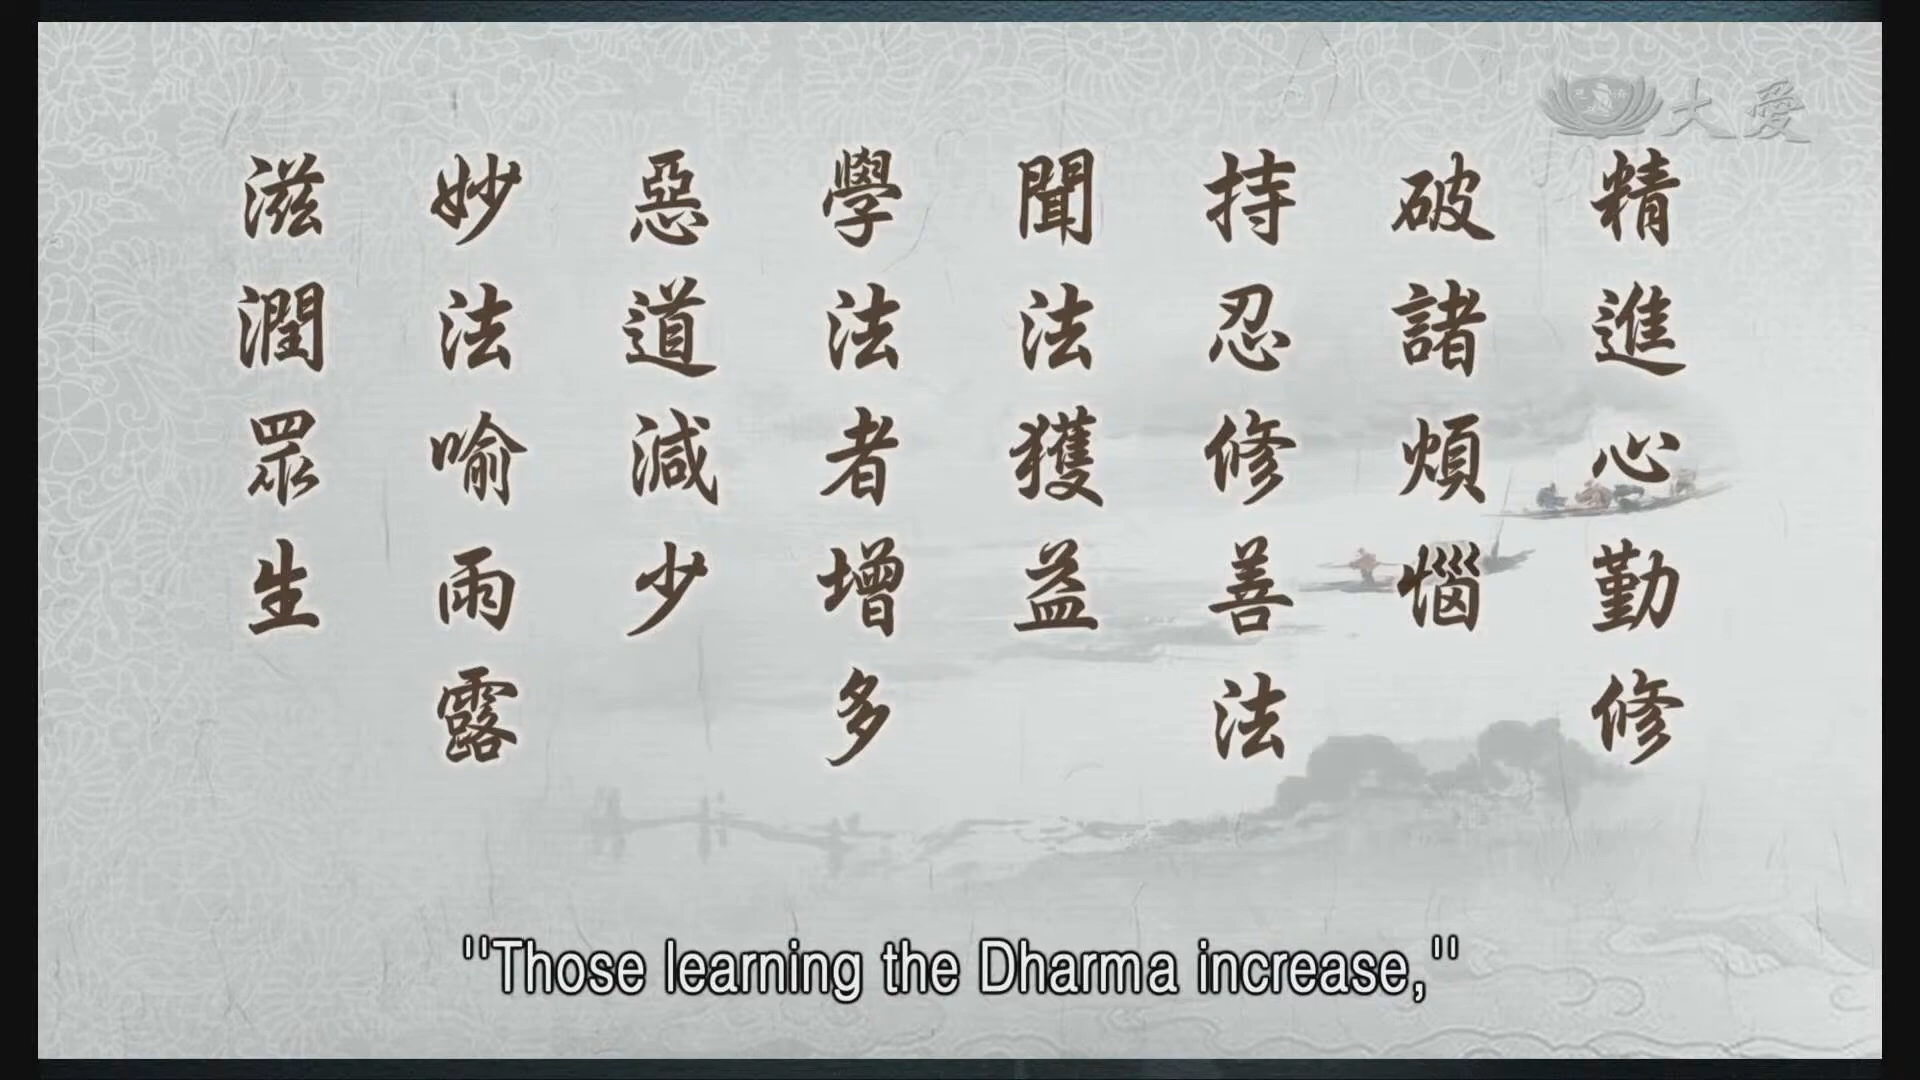 大愛
精進心勤修
破諸煩惱
持忍修善法
聞法獲益
學法者增多
惡道減少
妙法喻雨露
滋潤眾生
"Those learning the Dharma increase,"